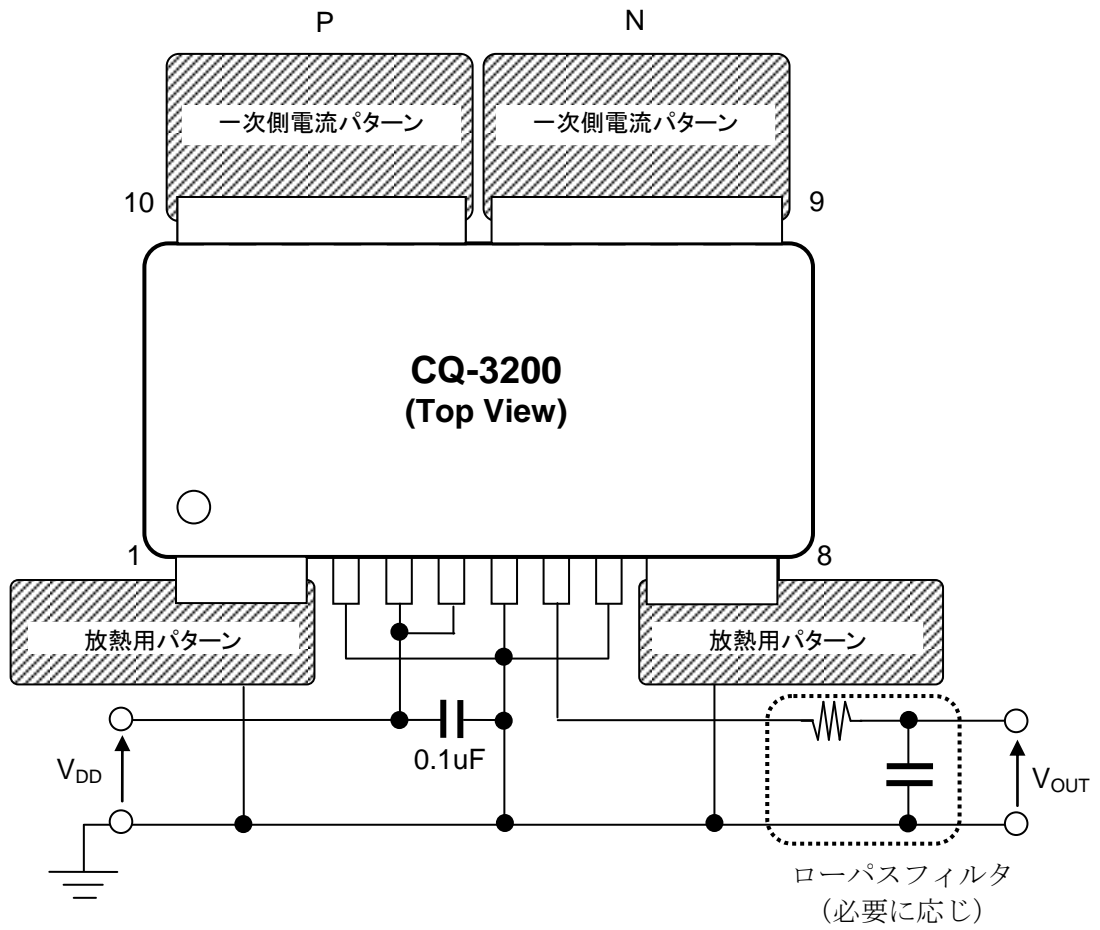 P
N
一次側電流パターン
一次側電流パターン
10
9
CQ-3200
(Top View)
1
8
放熱用パターン
放熱用パターン
0.1uF
VDD
VOUT
ローパスフィルタ
（必要に応じ）